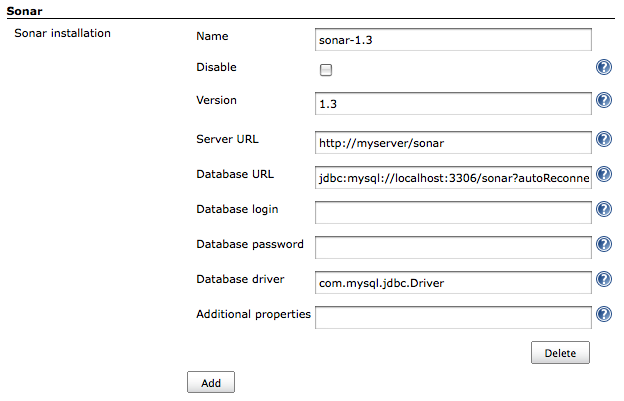 Sonar
Sonar installation
Name sonar-1.3
Disable ?
Version 1.3 ?
Server URL http://myserver/sonar ?
Database URL jdbc:mysql://localhost:3306/sonar?autoReconne ?
Database login ?
Database password ?
Database driver com.mysql.jdbc.Driver ?
Additional properties ?
Delete
Add